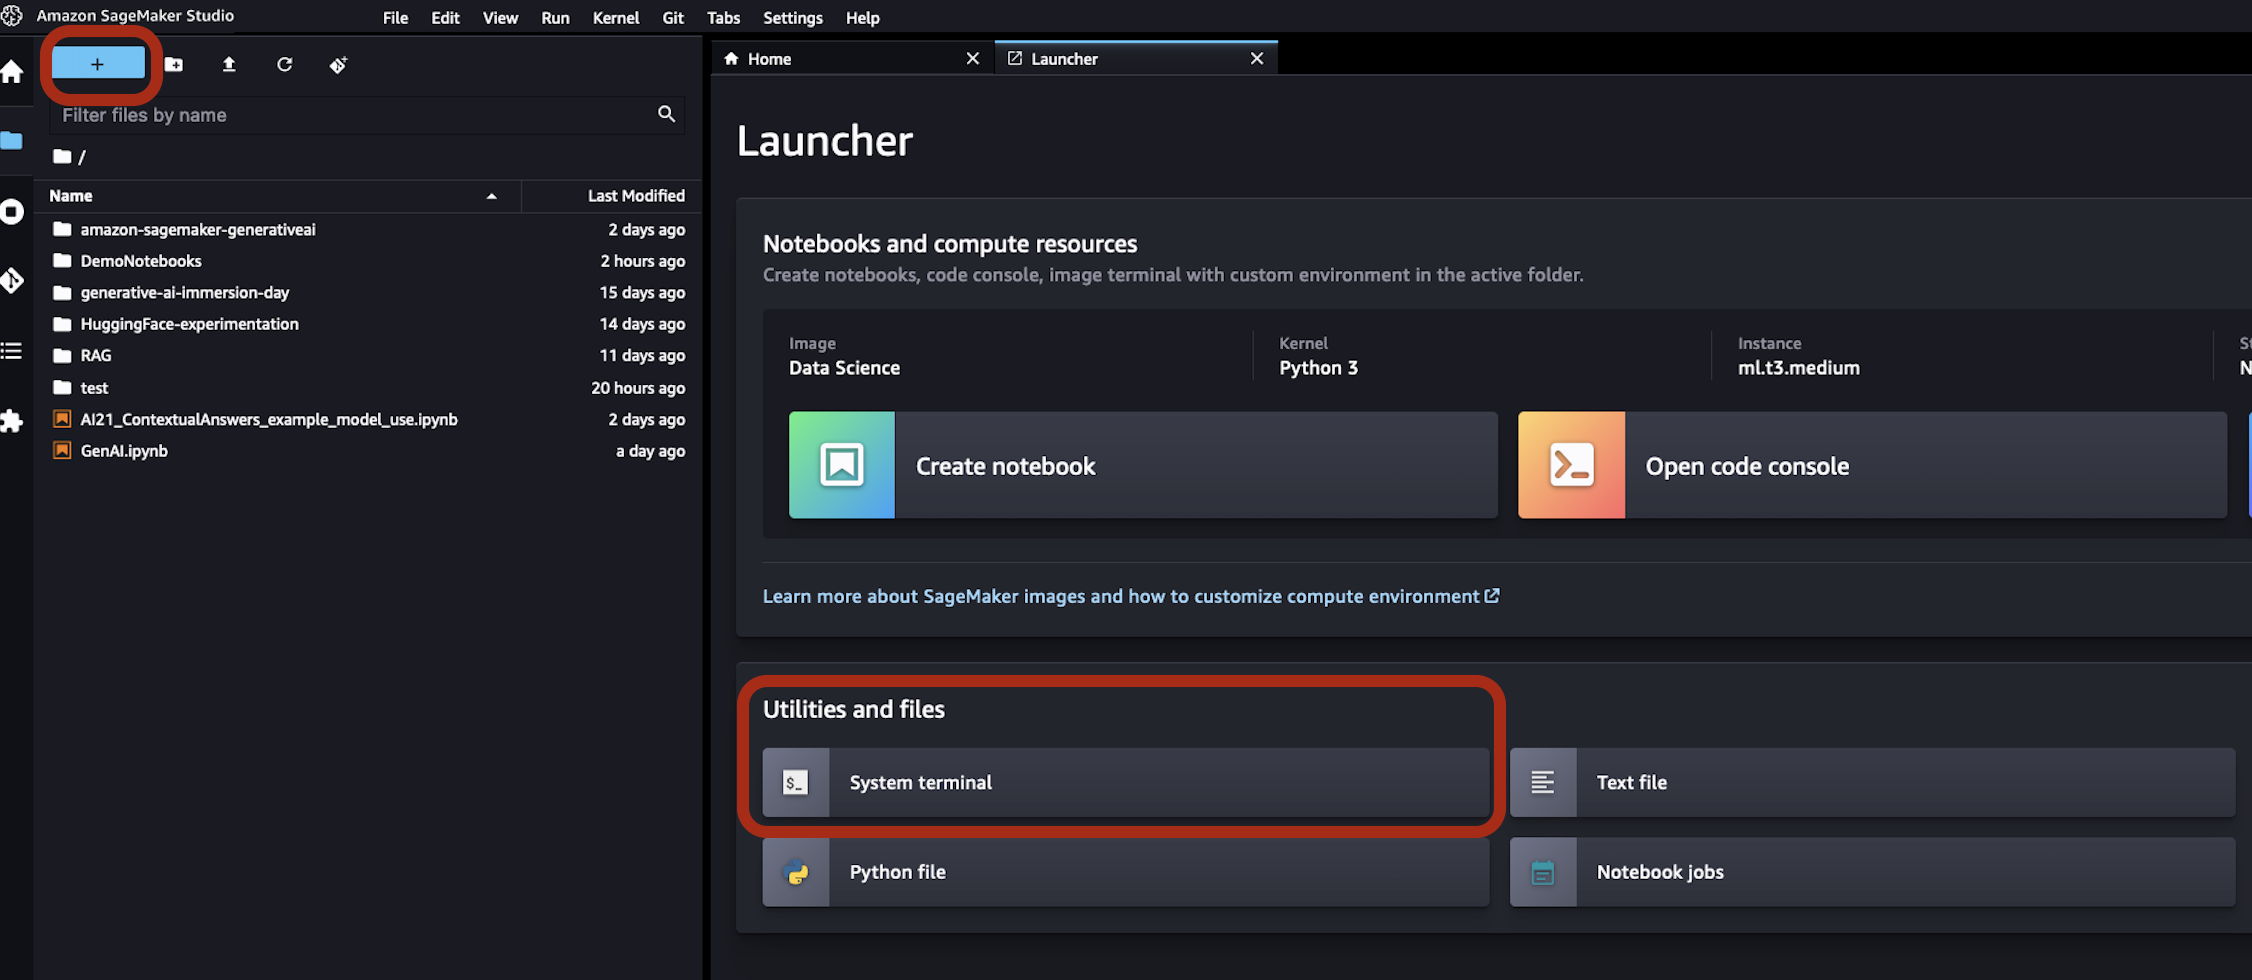 Amazon SageMaker Studio
File Edit View Run Kernel Git Tabs Settings Help
+
Home
Launcher
Filter files by name
/
Name Last Modified
amazon-sagemaker-generativeai 2 days ago
DemoNotebooks 2 hours ago
generative-ai-immersion-day 15 days ago
HuggingFace-experimentation 14 days ago
RAG 11 days ago
test 20 hours ago
AI21_ContextualAnswers_example_model_use.ipynb 2 days ago
GenAI.ipynb a day ago
Launcher
Notebooks and compute resources
Create notebooks, code console, image terminal with custom environment in the active folder.
Image Kernel Instance
Data Science Python 3 ml.t3.medium
Create notebook
Open code console
Learn more about SageMaker images and how to customize compute environment
Utilities and files
$_ System terminal
Text file
Python file
Notebook jobs